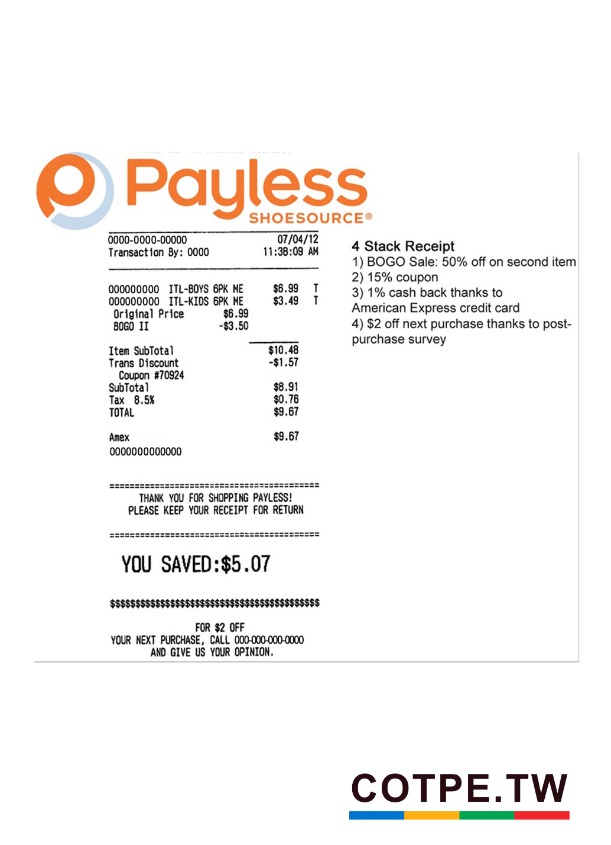 Payless
SHOESOURCE®
0000-0000-00000 07/04/12
Transaction By: 0000 11:38:09 AM
000000000 ITL-BOYS 6PK ME $6.99 T
000000000 ITL-KIDS 6PK ME $3.49 T
Original Price $6.99
BOGO II -$3.50
Item SubTotal $10.48
Trans Discount -$1.57
Coupon #70924
SubTotal $8.91
Tax 8.5% $0.76
TOTAL $9.67
Amex $9.67
0000000000000
=========================================
THANK YOU FOR SHOPPING PAYLESS!
PLEASE KEEP YOUR RECEIPT FOR RETURN
=========================================
YOU SAVED:$5.07
$$$$$$$$$$$$$$$$$$$$$$$$$$$$$$$$$$$$$$$$$
FOR $2 OFF
YOUR NEXT PURCHASE, CALL 000-000-000-0000
AND GIVE US YOUR OPINION.
4 Stack Receipt
1) BOGO Sale: 50% off on second item
2) 15% coupon
3) 1% cash back thanks to
American Express credit card
4) $2 off next purchase thanks to post-
purchase survey
COTPE.TW